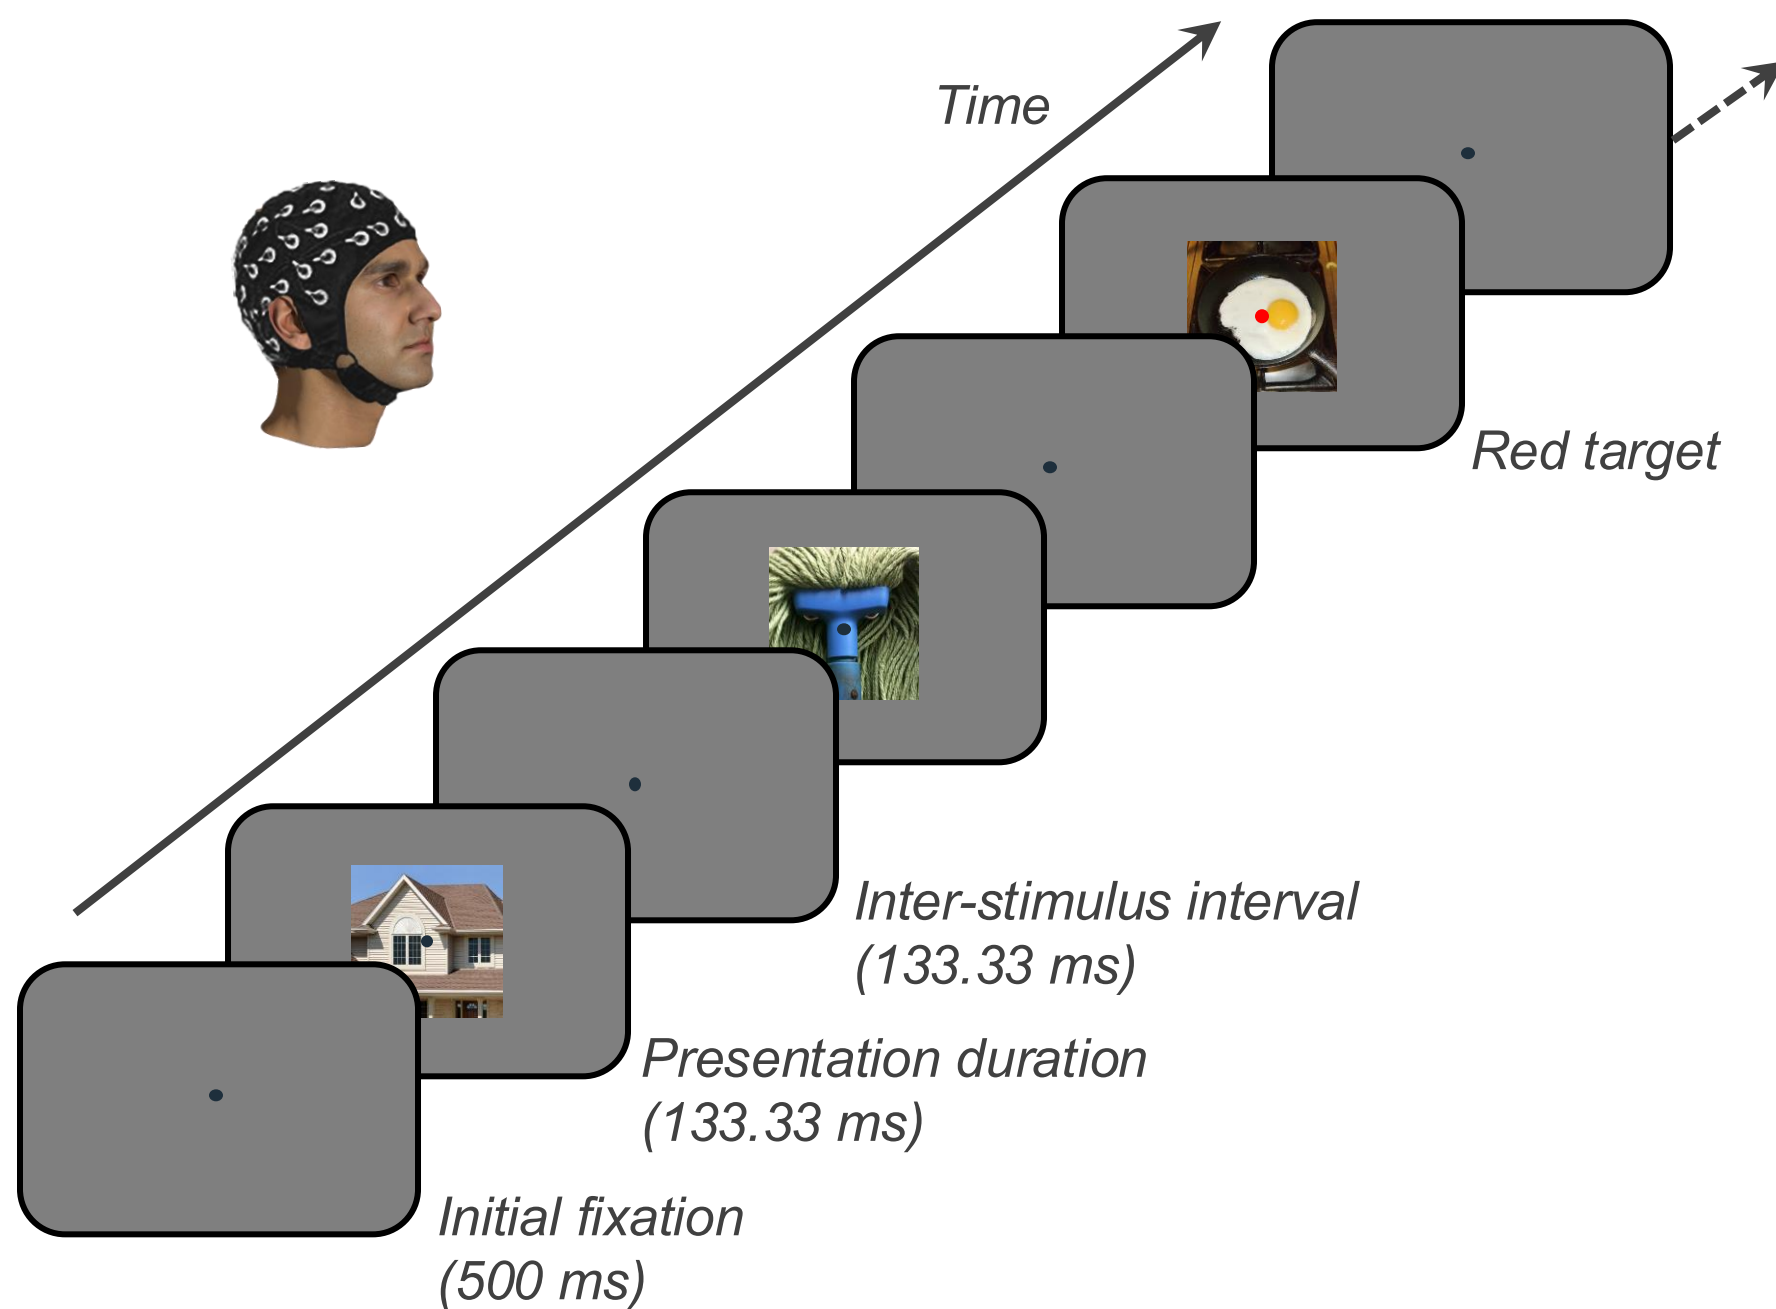 Time
Red target
Inter-stimulus interval
(133.33 ms)
Presentation duration
(133.33 ms)
Initial fixation
(500 ms)